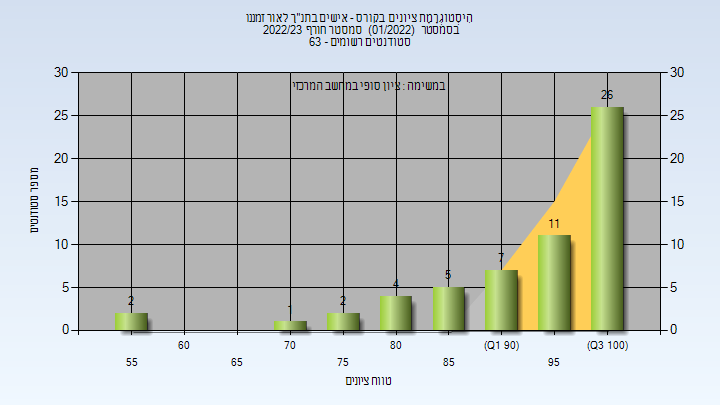 היסטוגרמת ציונים בקורס - אישים בתנ"ך לאור זמננו
בסמסטר (01/2022) סמסטר חורף 2022/23
סטודנטים רשומים - 63
במשימה : ציון סופי במחשב המרכזי
30 30
25 25
20 20
15 15
10 10
5 5
0 0
2 1 2 4 5 7 11 26
מספר סטודנטים
60 70 80 (Q1 90) (Q3 100)
55 65 75 85 95
טווח ציונים